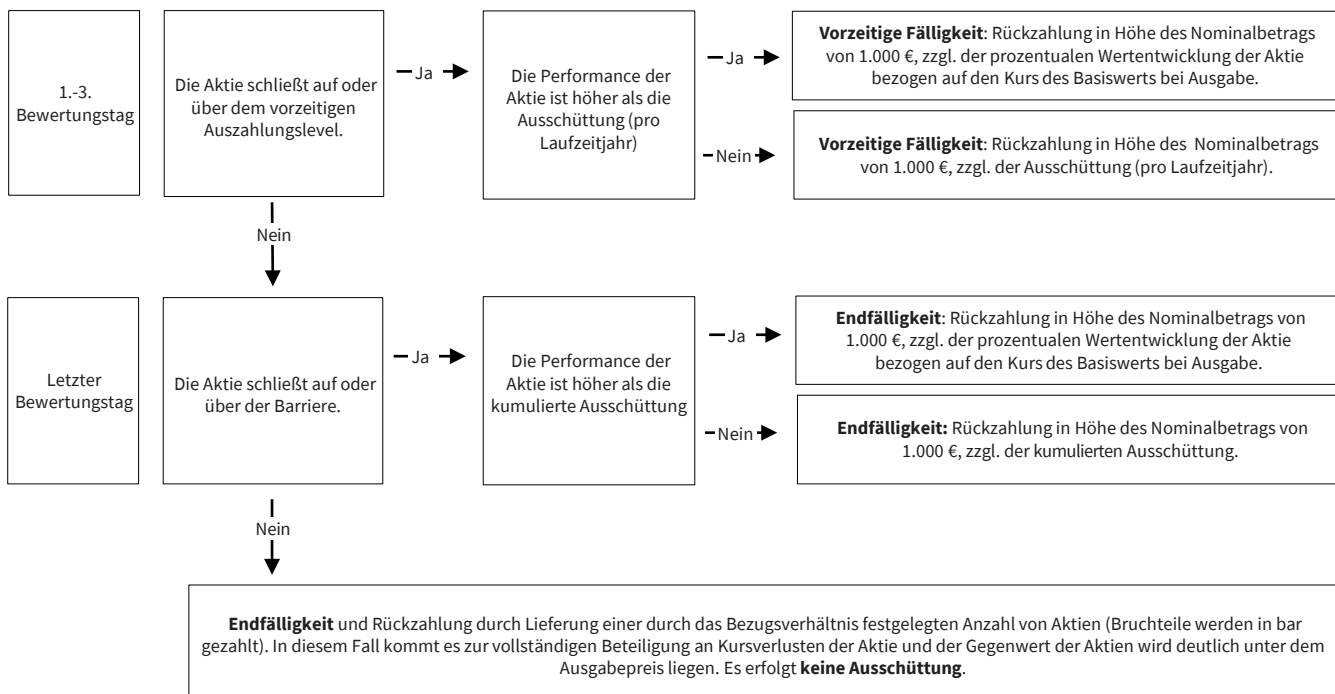 1.-3.
Bewertungstag
Die Aktie schließt auf oder
über dem vorzeitigen
Auszahlungslevel.
Ja
Die Performance der
Aktie ist höher als die
Ausschüttung (pro
Laufzeitjahr)
Ja
Vorzeitige Fälligkeit: Rückzahlung in Höhe des Nominalbetrags
von 1.000 €, zzgl. der prozentualen Wertentwicklung der Aktie
bezogen auf den Kurs des Basiswerts bei Ausgabe.
Nein
Vorzeitige Fälligkeit: Rückzahlung in Höhe des Nominalbetrags
von 1.000 €, zzgl. der Ausschüttung (pro Laufzeitjahr).
Nein
Letzter
Bewertungstag
Die Aktie schließt auf oder
über der Barriere.
Ja
Die Performance der
Aktie ist höher als die
kumulierte Ausschüttung
Ja
Endfälligkeit: Rückzahlung in Höhe des Nominalbetrags von
1.000 €, zzgl. der prozentualen Wertentwicklung der Aktie
bezogen auf den Kurs des Basiswerts bei Ausgabe.
Nein
Endfälligkeit: Rückzahlung in Höhe des Nominalbetrags von
1.000 €, zzgl. der kumulierten Ausschüttung.
Nein
Endfälligkeit und Rückzahlung durch Lieferung einer durch das Bezugsverhältnis festgelegten Anzahl von Aktien (Bruchteile werden in bar
gezahlt). In diesem Fall kommt es zur vollständigen Beteiligung an Kursverlusten der Aktie und der Gegenwert der Aktien wird deutlich unter dem
Ausgabepreis liegen. Es erfolgt keine Ausschüttung.